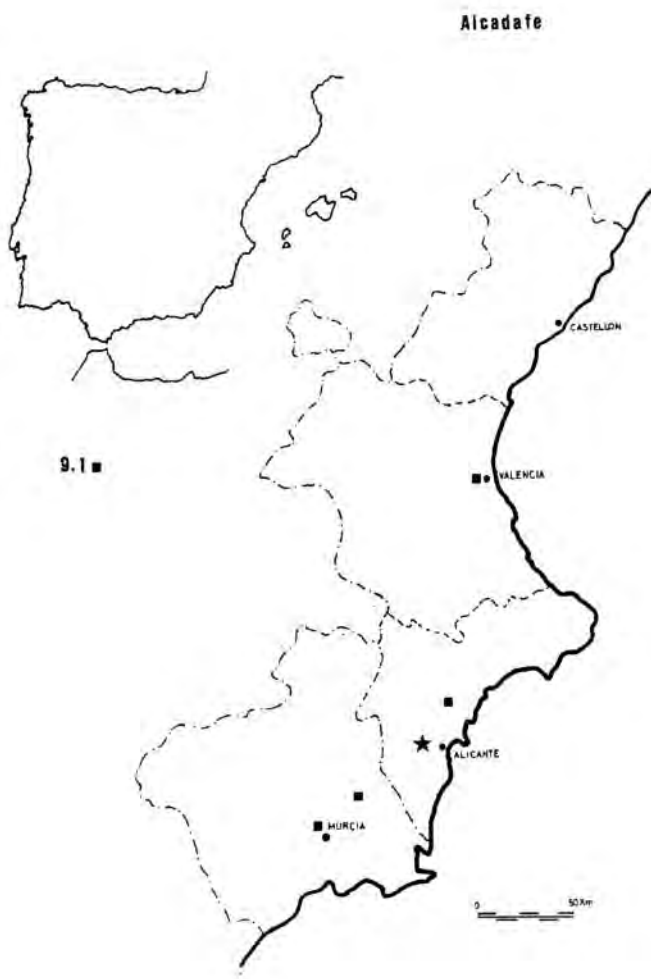 Alcadafe
CASTELLON
9.1
VALENCIA
ALICANTE
MURCIA
0 50Km